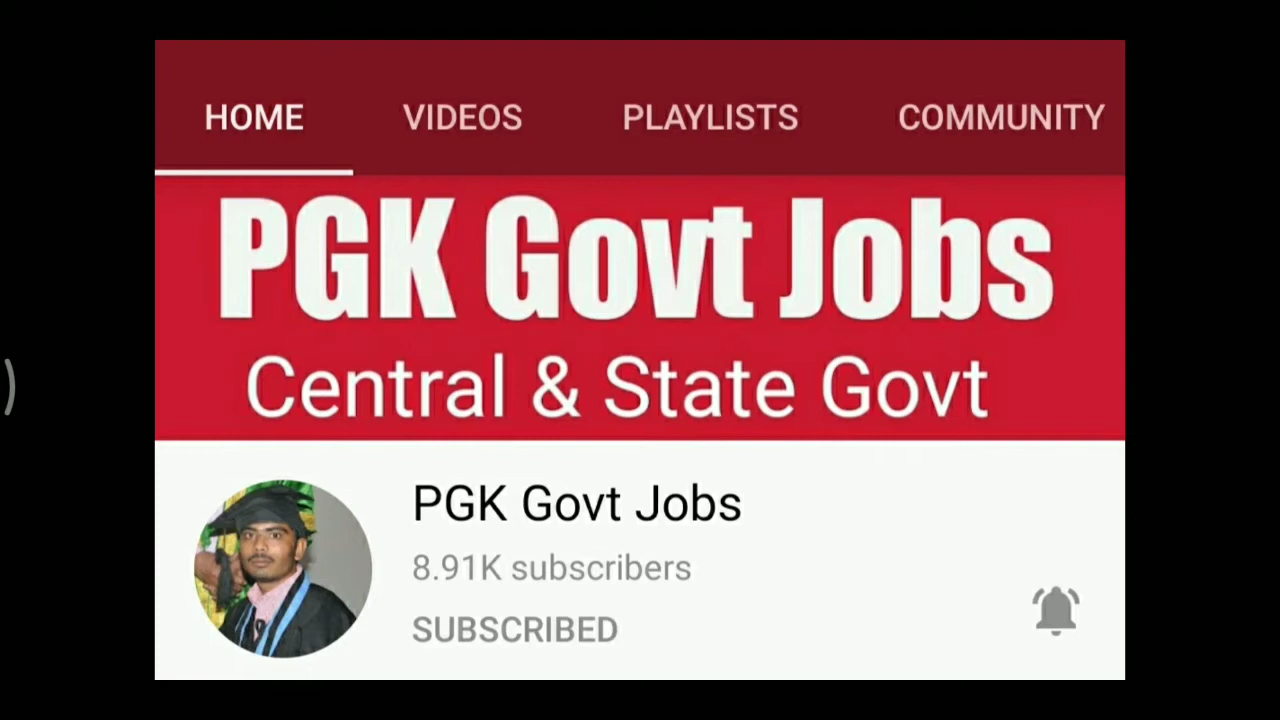 HOME VIDEOS PLAYLISTS COMMUNITY
PGK Govt Jobs
Central & State Govt
PGK Govt Jobs
8.91K subscribers
SUBSCRIBED